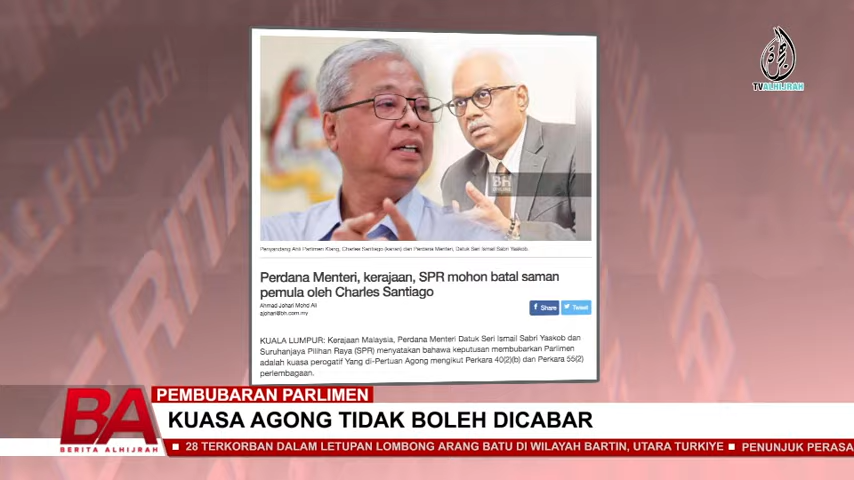 TVALHIJRAH
BH
Penyandang Ahli Parlimen Klang, Charles Santiago (kanan) dan Perdana Menteri, Datuk Seri Ismail Sabri Yaakob.
Perdana Menteri, kerajaan, SPR mohon batal saman
pemula oleh Charles Santiago
Ahmad Johari Mohd Ali
ajohari@bh.com.my
Share
Tweet
KUALA LUMPUR: Kerajaan Malaysia, Perdana Menteri Datuk Seri Ismail Sabri Yaakob dan
Suruhanjaya Pilihan Raya (SPR) menyatakan bahawa keputusan membubarkan Parlimen
adalah kuasa perogatif Yang di-Pertuan Agong mengikut Perkara 40(2)(b) dan Perkara 55(2)
perlembagaan.
PEMBUBARAN PARLIMEN
KUASA AGONG TIDAK BOLEH DICABAR
BA
BERITA ALHIJRAH
28 TERKORBAN DALAM LETUPAN LOMBONG ARANG BATU DI WILAYAH BARTIN, UTARA TURKIYE ■ PENUNJUK PERASA